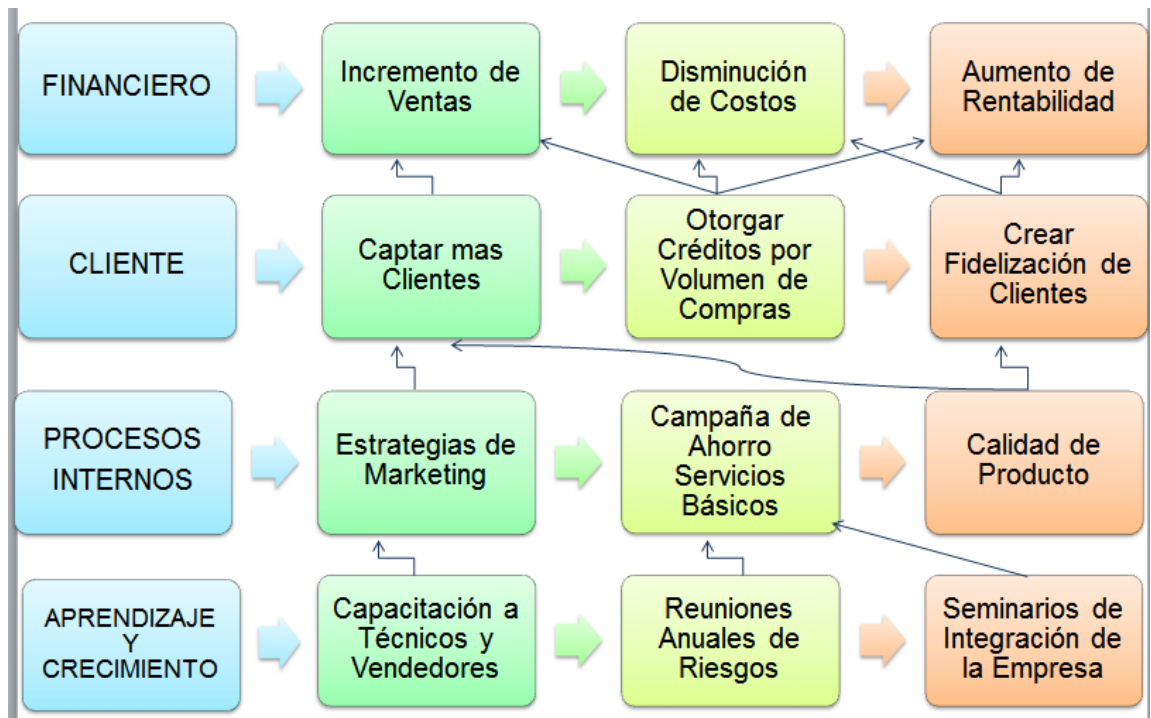 FINANCIERO
Incremento de
Ventas
Disminución
de Costos
Aumento de
Rentabilidad
CLIENTE
Captar mas
Clientes
Otorgar
Créditos por
Volumen de
Compras
Crear
Fidelización de
Clientes
PROCESOS
INTERNOS
Estrategias de
Marketing
Campaña de
Ahorro
Servicios
Básicos
Calidad de
Producto
APRENDIZAJE
Y
CRECIMIENTO
Capacitación a
Técnicos y
Vendedores
Reuniones
Anuales de
Riesgos
Seminarios de
Integración de
la Empresa